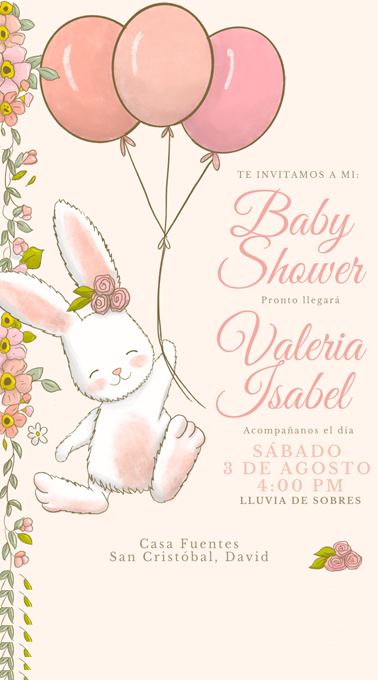 TE INVITAMOS A MI:
Baby
Shower
Pronto llegará
Valeria
Isabel
Acompañanos el día
SÁBADO
3 DE AGOSTO
4:00 PM
LLUVIA DE SOBRES
Casa Fuentes
San Cristóbal, David